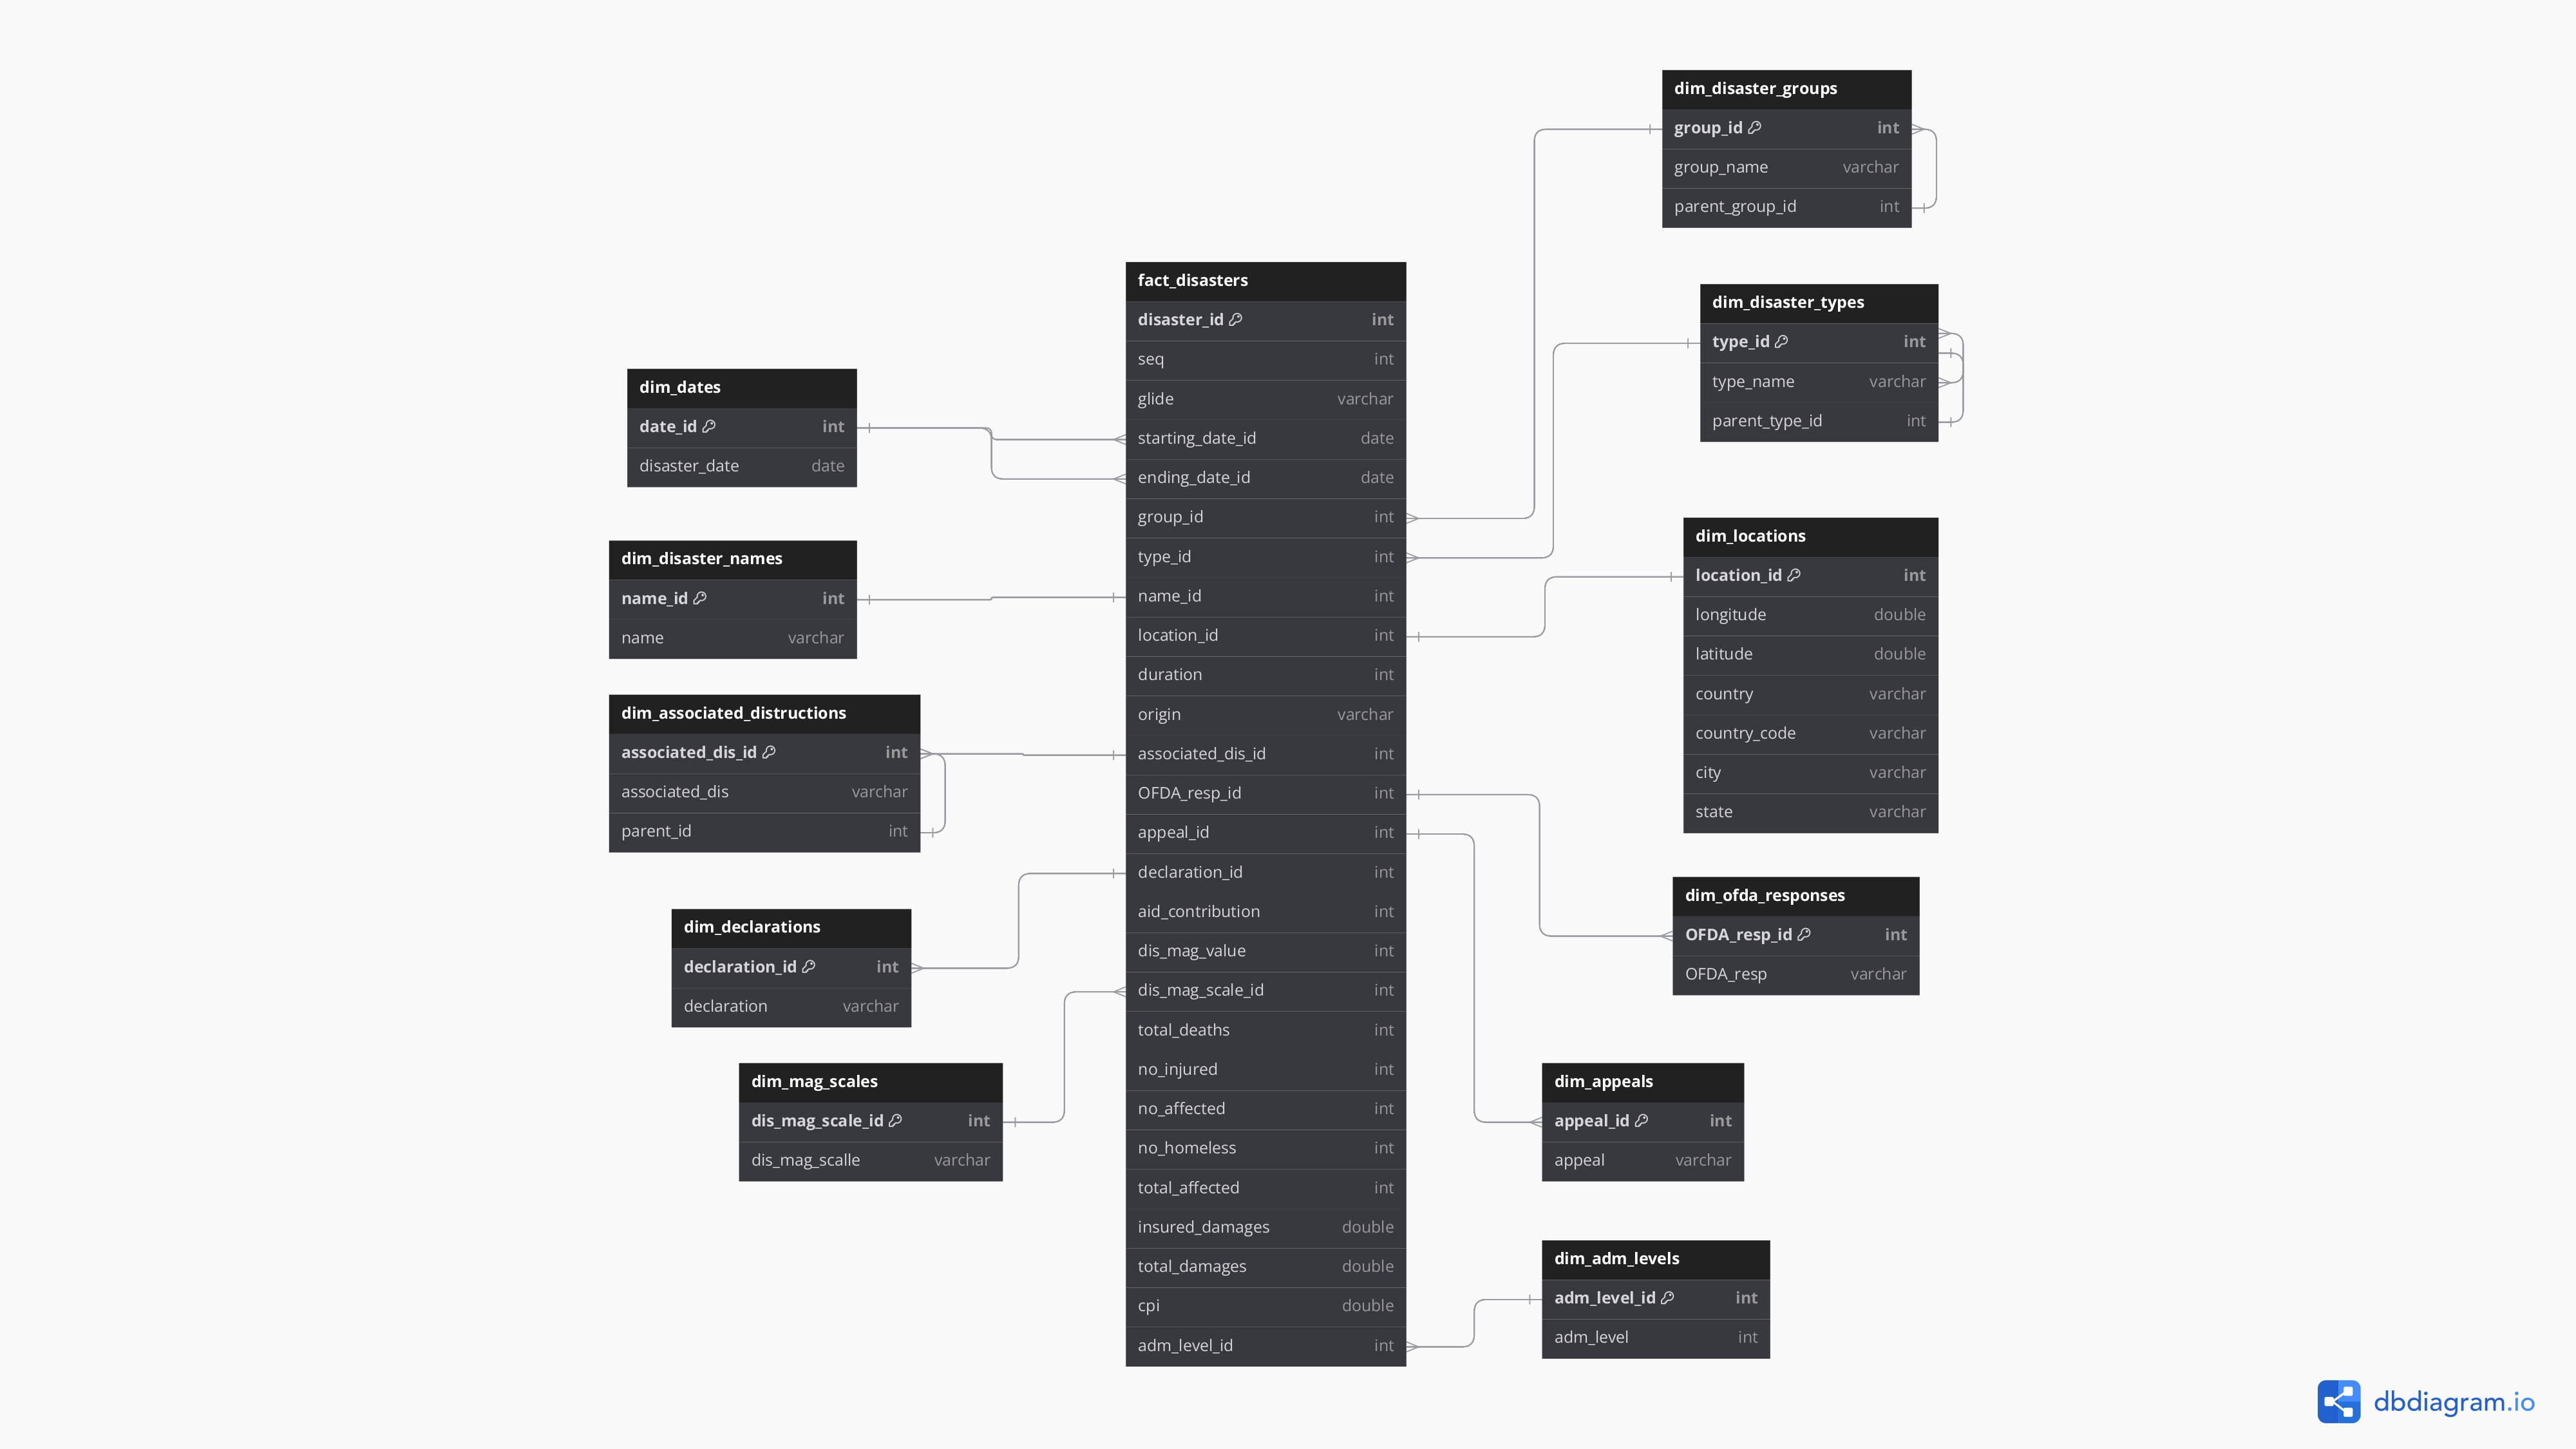 dim_disaster_groups
group_id int
group_name varchar
parent_group_id int
fact_disasters
disaster_id int
seq int
glide varchar
starting_date_id date
ending_date_id date
group_id int
type_id int
name_id int
location_id int
duration int
origin varchar
associated_dis_id int
OFDA_resp_id int
appeal_id int
declaration_id int
aid_contribution int
dis_mag_value int
dis_mag_scale_id int
total_deaths int
no_injured int
no_affected int
no_homeless int
total_affected int
insured_damages double
total_damages double
cpi double
adm_level_id int
dim_disaster_types
type_id int
type_name varchar
parent_type_id int
dim_dates
date_id int
disaster_date date
dim_disaster_names
name_id int
name varchar
dim_locations
location_id int
longitude double
latitude double
country varchar
country_code varchar
city varchar
state varchar
dim_associated_distructions
associated_dis_id int
associated_dis varchar
parent_id int
dim_declarations
declaration_id int
declaration varchar
dim_ofda_responses
OFDA_resp_id int
OFDA_resp varchar
dim_mag_scales
dis_mag_scale_id int
dis_mag_scalle varchar
dim_appeals
appeal_id int
appeal varchar
dim_adm_levels
adm_level_id int
adm_level int
dbdiagram.io